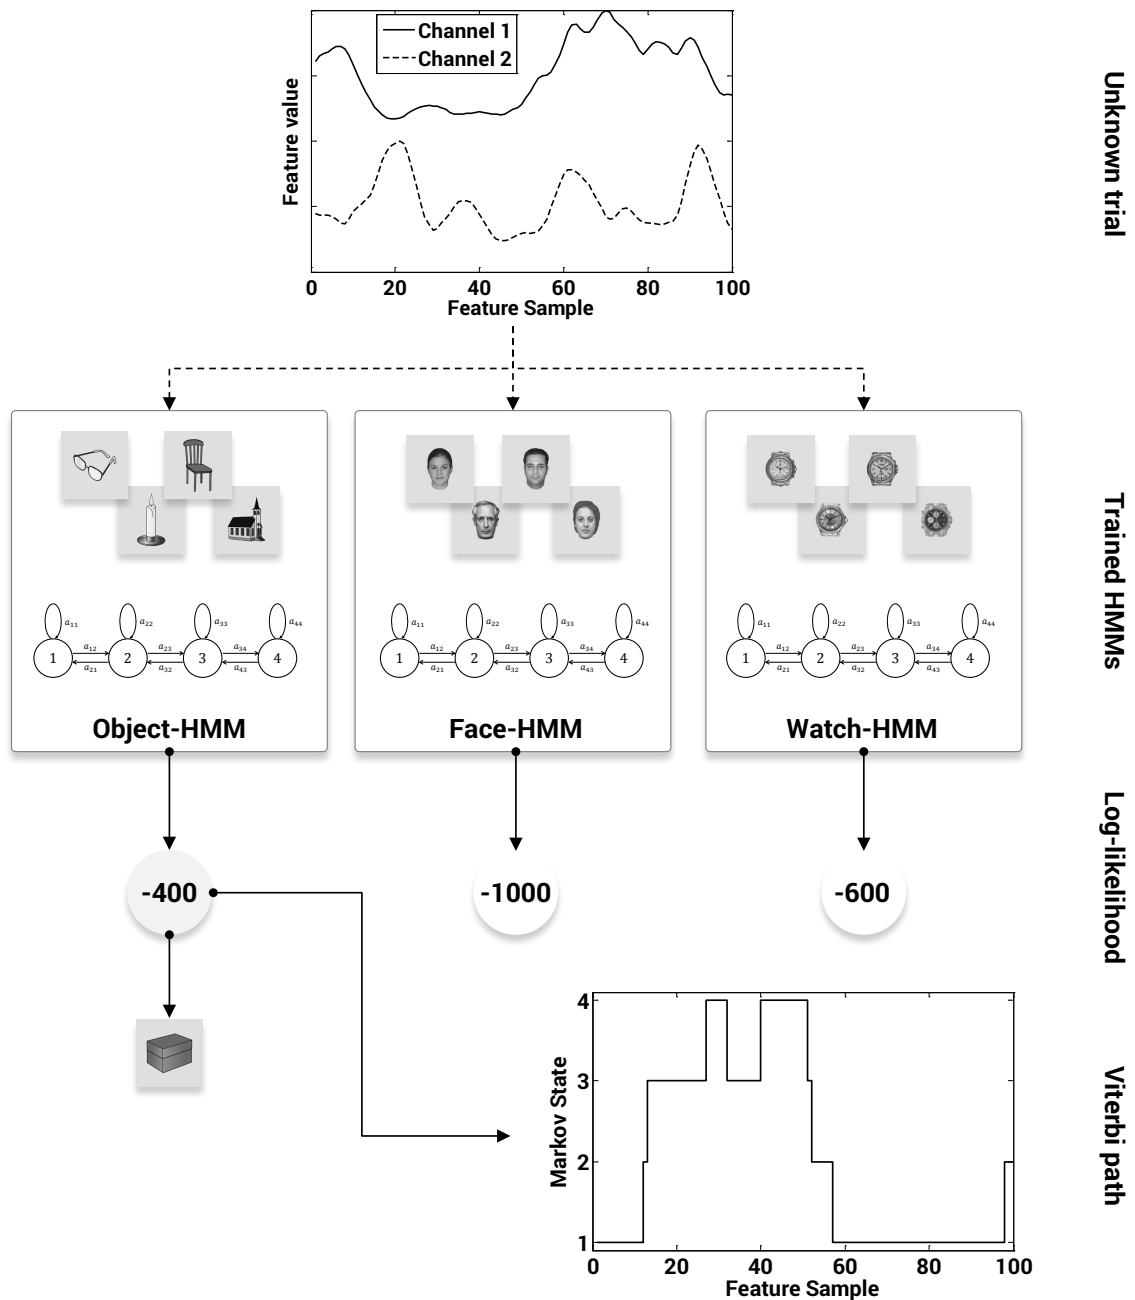 Channel 1
Channel 2
Feature value
0 20 40 60 80 100
Feature Sample
Unknown trial
a11 a22 a33 a44
1 a12 a21 2 a23 a32 3 a34 a43 4
Object-HMM
a11 a22 a33 a44
1 a12 a21 2 a23 a32 3 a34 a43 4
Face-HMM
a11 a22 a33 a44
1 a12 a21 2 a23 a32 3 a34 a43 4
Watch-HMM
Trained HMMs
-400
-1000
-600
Log-likelihood
4
3
2
1
Markov State
0 20 40 60 80 100
Feature Sample
Viterbi path